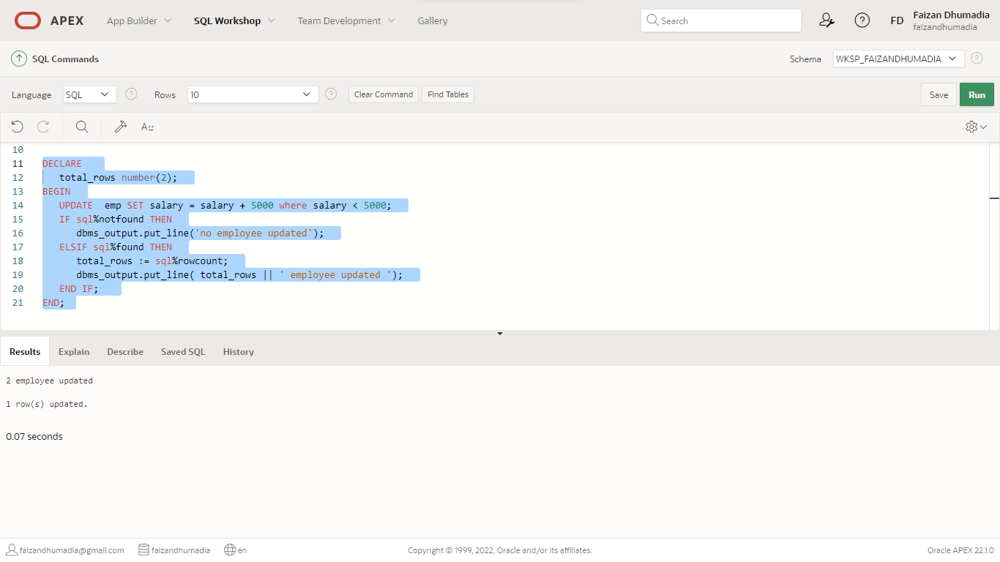 APEX App Builder SQL Workshop Team Development Gallery Search FD Faizan Dhumadia
faizandhumadia
SQL Commands Schema WKSP_FAIZANDHUMADIA
Language SQL Rows 10 Clear Command Find Tables Save Run
A
10
11 DECLARE
12 total_rows number(2);
13 BEGIN
14 UPDATE  emp SET salary = salary + 5000 where salary < 5000;
15 IF sql%notfound THEN
16 dbms_output.put_line('no employee updated');
17 ELSIF sql%found THEN
18 total_rows := sql%rowcount;
19 dbms_output.put_line( total_rows || ' employee updated ');
20 END IF;
21 END;
Results Explain Describe Saved SQL History
2 employee updated
1 row(s) updated.
0.07 seconds
faizandhumadia@gmail.com faizandhumadia en Copyright © 1999, 2022, Oracle and/or its affiliates. Oracle APEX 22.1.0